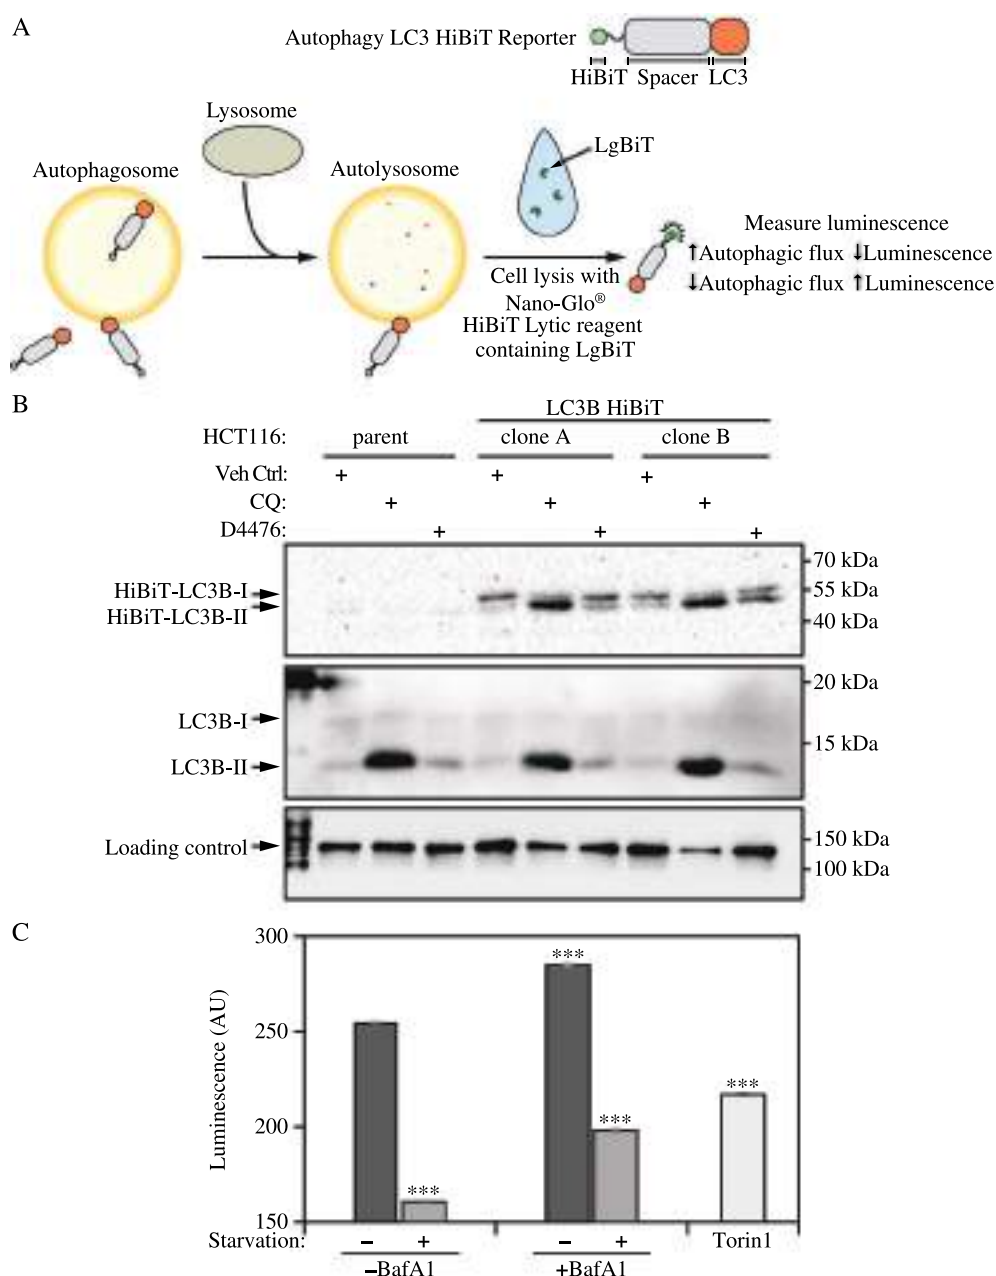 A
Autophagy LC3 HiBiT Reporter
HiBiT Spacer LC3
Lysosome
LgBiT
Autophagosome
Autolysosome
Measure luminescence
↑Autophagic flux ↓Luminescence
↓Autophagic flux ↑Luminescence
Cell lysis with
Nano-Glo®
HiBiT Lytic reagent
containing LgBiT
B
LC3B HiBiT
HCT116: parent clone A clone B
Veh Ctrl: + + +
CQ: + + +
D4476: + + +
70 kDa
HiBiT-LC3B-I
55 kDa
HiBiT-LC3B-II
40 kDa
20 kDa
LC3B-I
15 kDa
LC3B-II
Loading control
150 kDa
100 kDa
C
Luminescence (AU)
300
250
200
150
***
***
***
***
Starvation: – + – + Torin1
–BafA1 +BafA1